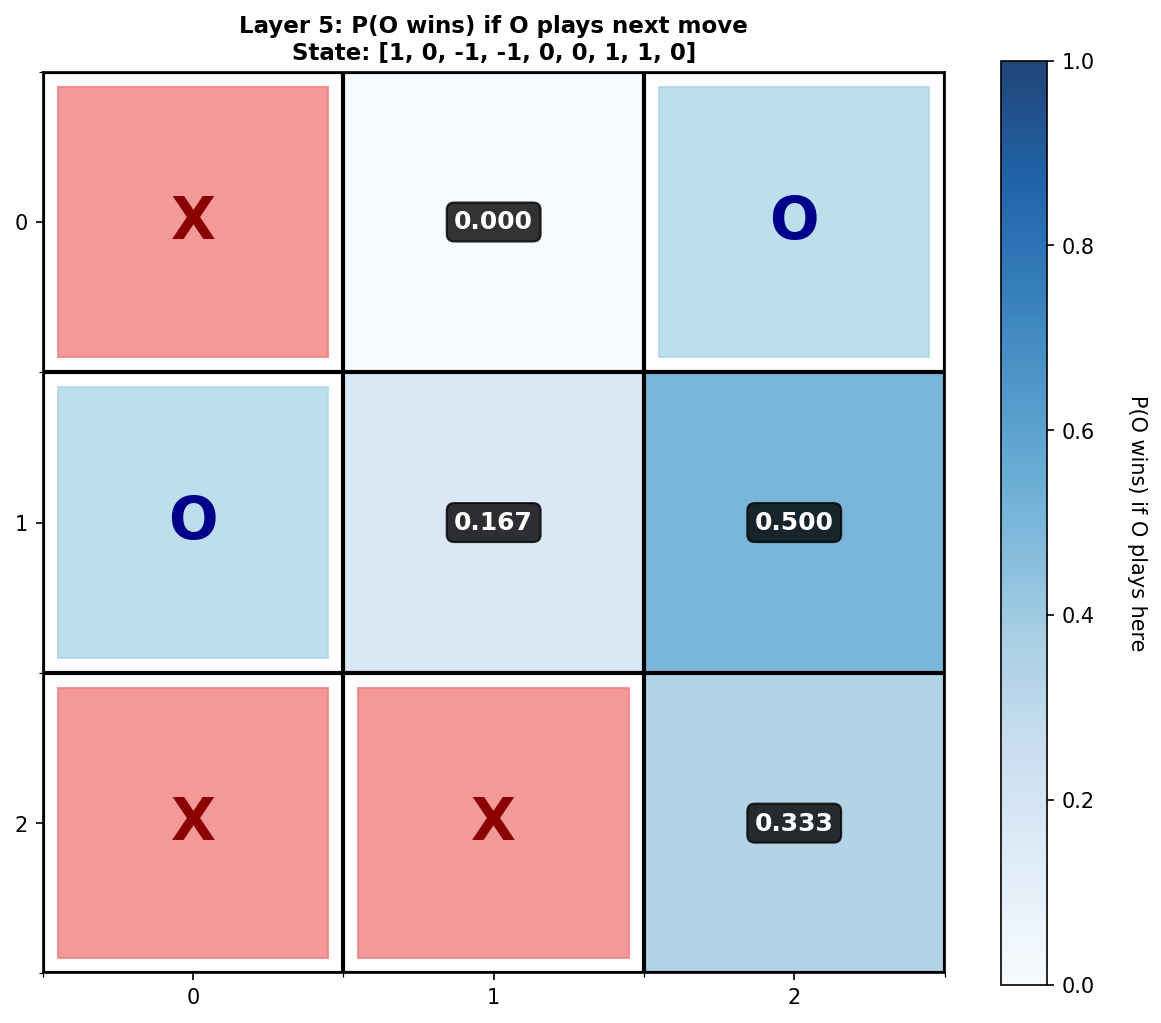 Layer 5: P(O wins) if O plays next move
State: [1, 0, -1, -1, 0, 0, 1, 1, 0]
0
X
0.000
O
1
O
0.167
0.500
2
X
X
0.333
0
1
2
1.0
0.8
0.6
0.4
0.2
0.0
P(O wins) if O plays here